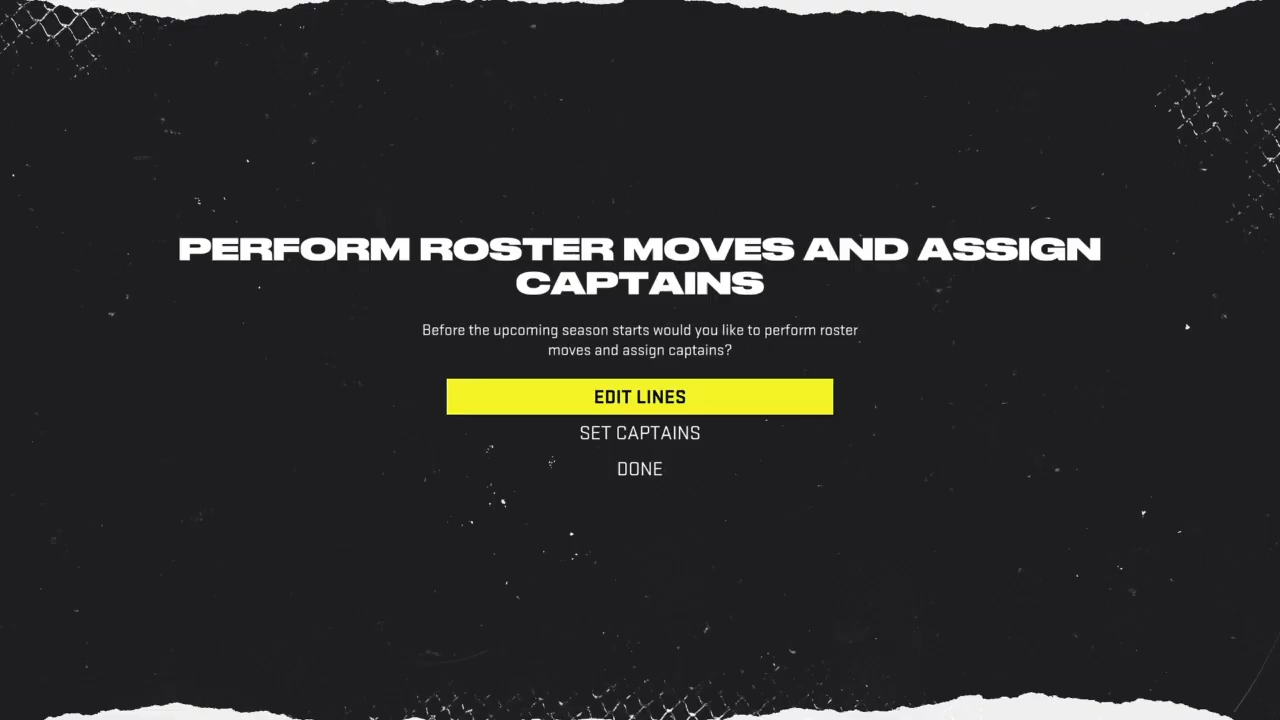 PERFORM ROSTER MOVES AND ASSIGN
CAPTAINS
Before the upcoming season starts would you like to perform roster
moves and assign captains?
EDIT LINES
SET CAPTAINS
DONE